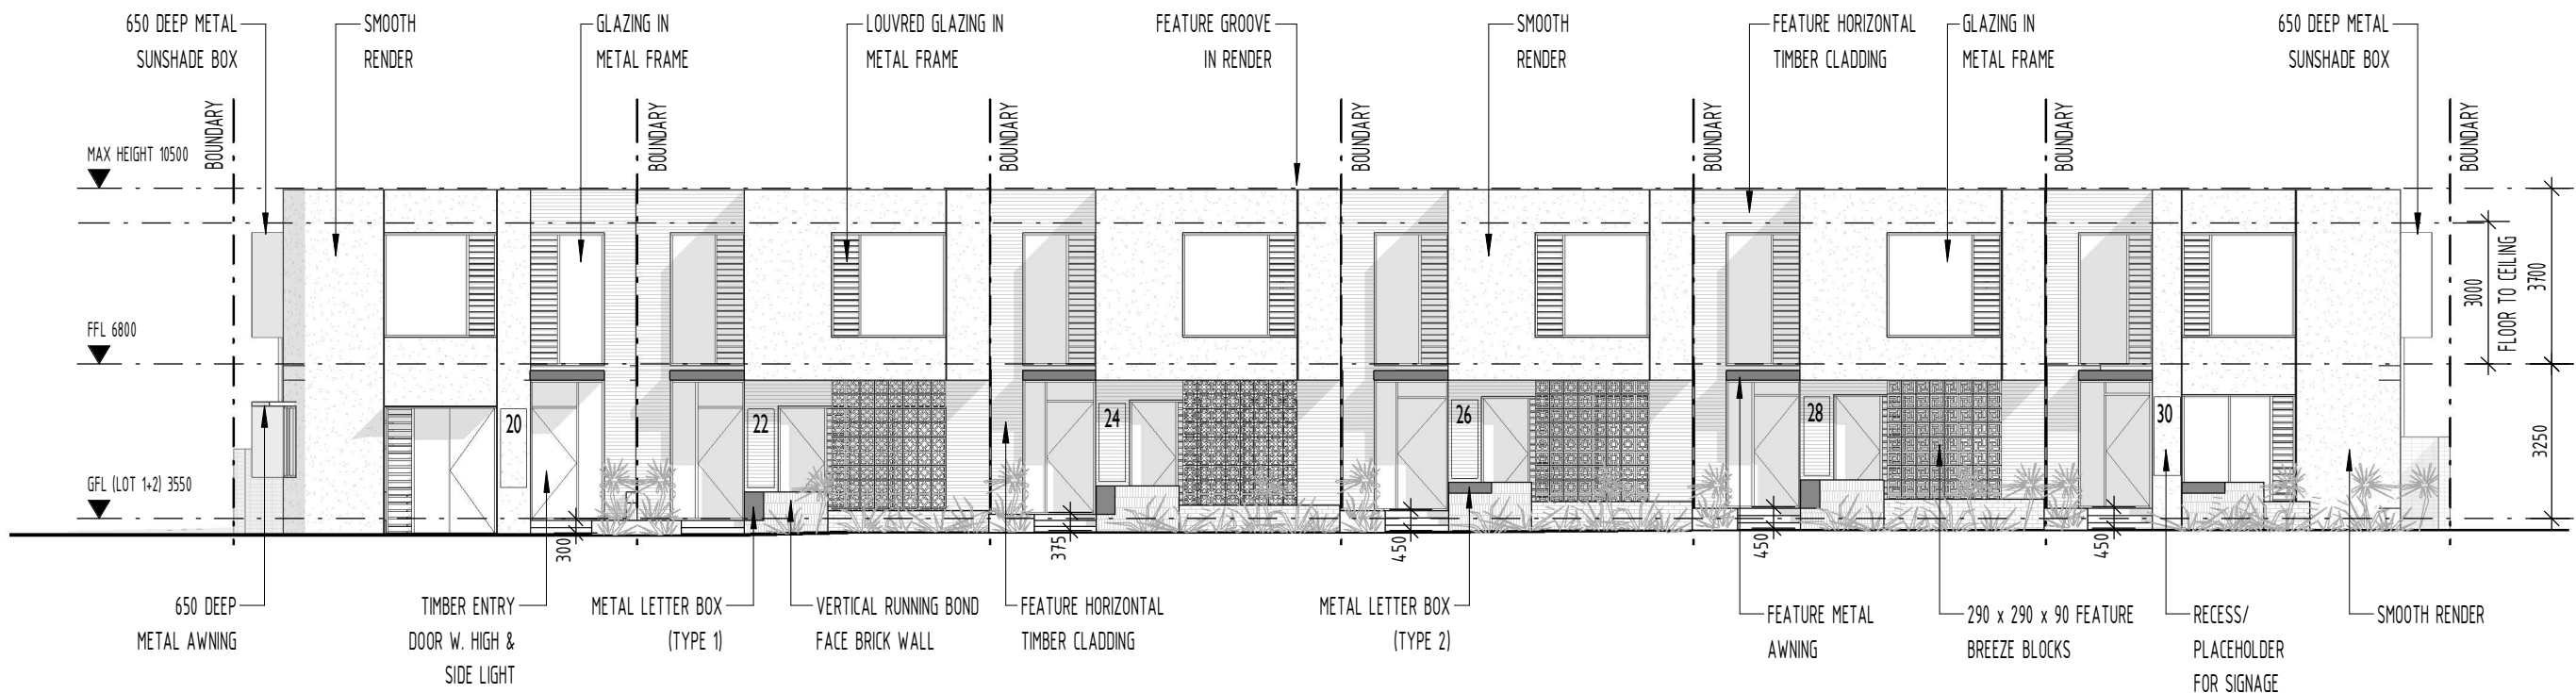 650 DEEP METAL
SUNSHADE BOX
SMOOTH
RENDER
GLAZING IN
METAL FRAME
LOUVRED GLAZING IN
METAL FRAME
FEATURE GROOVE
IN RENDER
SMOOTH
RENDER
FEATURE HORIZONTAL
TIMBER CLADDING
GLAZING IN
METAL FRAME
650 DEEP METAL
SUNSHADE BOX
BOUNDARY
BOUNDARY
BOUNDARY
BOUNDARY
BOUNDARY
BOUNDARY
BOUNDARY
MAX HEIGHT 10500
FFL 6800
GFL (LOT 1+2) 3550
3000
FLOOR TO CEILING
3700
3250
20
22
24
26
28
30
300
375
450
450
450
650 DEEP
METAL AWNING
TIMBER ENTRY
DOOR W. HIGH &
SIDE LIGHT
METAL LETTER BOX
(TYPE 1)
VERTICAL RUNNING BOND
FACE BRICK WALL
FEATURE HORIZONTAL
TIMBER CLADDING
METAL LETTER BOX
(TYPE 2)
FEATURE METAL
AWNING
290 x 290 x 90 FEATURE
BREEZE BLOCKS
RECESS/
PLACEHOLDER
FOR SIGNAGE
SMOOTH RENDER